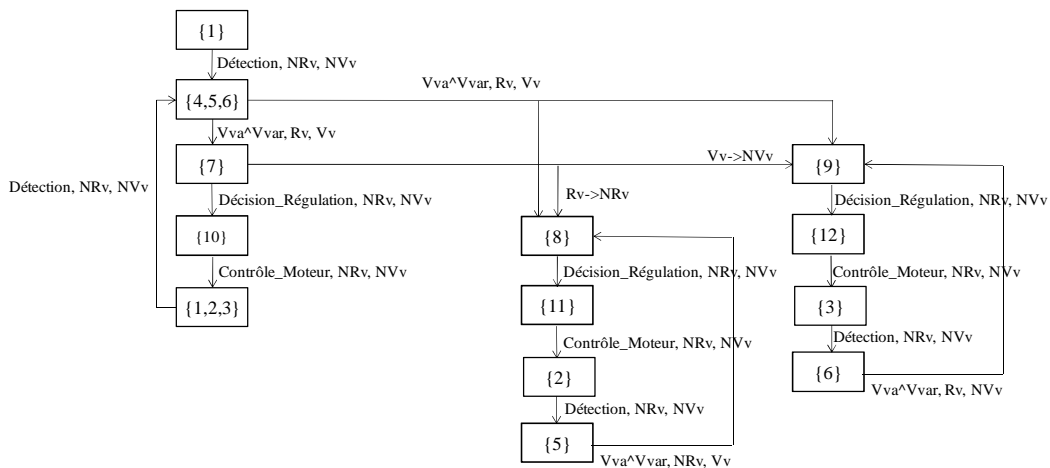 {1}
Détection, NRv, NVv
Vva^Vvar, Rv, Vv
{4,5,6}
Vva^Vvar, Rv, Vv
{7}
Vv->NVv
{9}
Détection, NRv, NVv
Rv->NRv
Décision_Régulation, NRv, NVv
Décision_Régulation, NRv, NVv
{10}
{8}
{12}
Contrôle_Moteur, NRv, NVv
Décision_Régulation, NRv, NVv
Contrôle_Moteur, NRv, NVv
{1,2,3}
{11}
{3}
Contrôle_Moteur, NRv, NVv
Détection, NRv, NVv
{2}
{6}
Vva^Vvar, Rv, NVv
Détection, NRv, NVv
{5}
Vva^Vvar, NRv, Vv